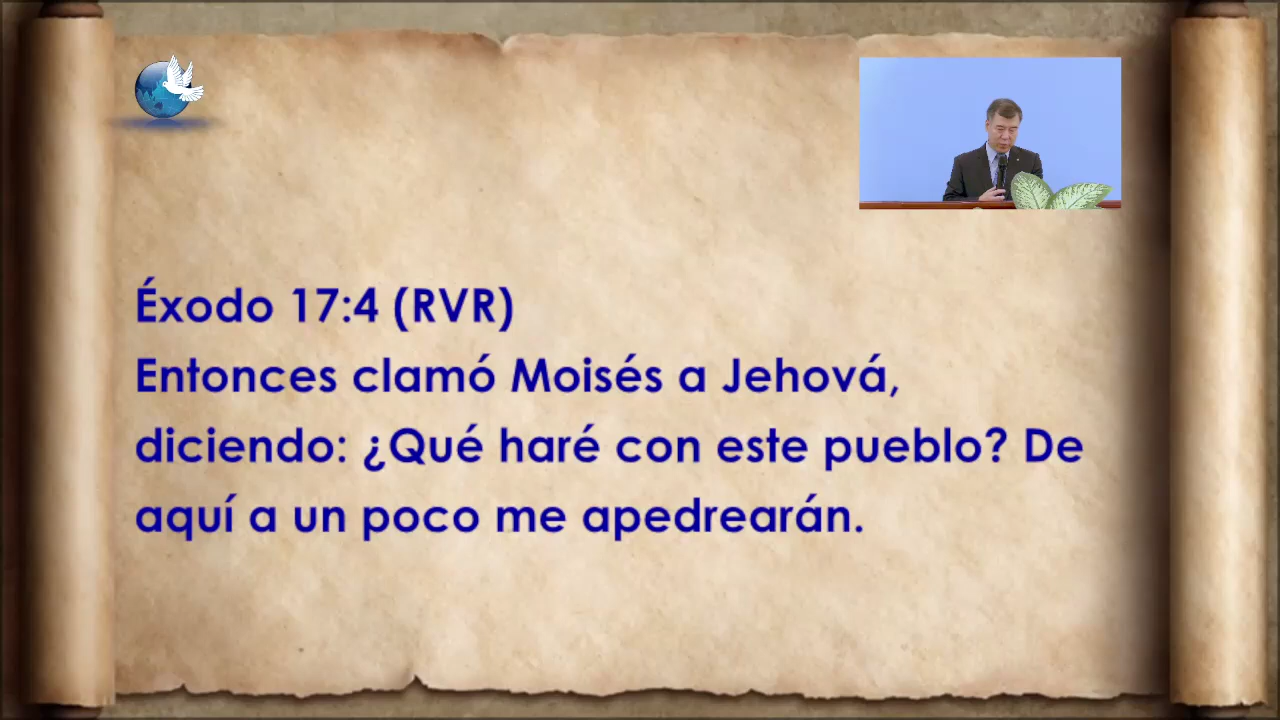 Éxodo 17:4 (RVR)
Entonces clamó Moisés a Jehová,
diciendo: ¿Qué haré con este pueblo? De
aquí a un poco me apedrearán.